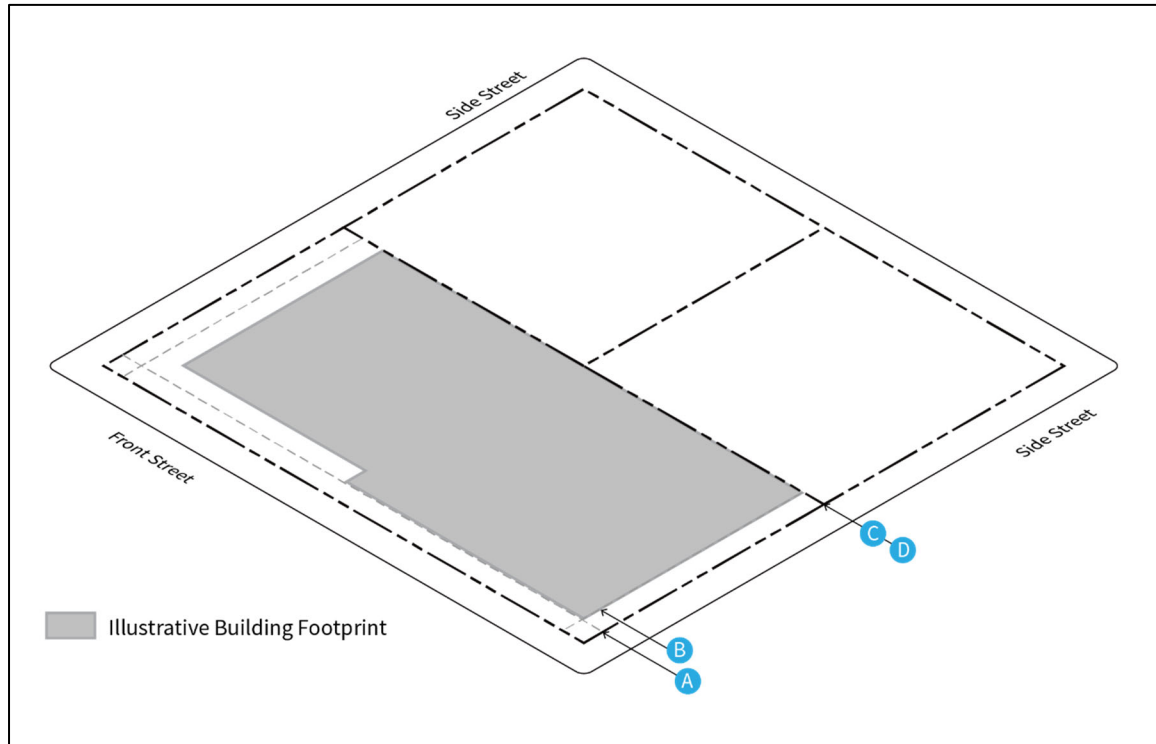 Side Street
Front Street
Side Street
C
D
Illustrative Building Footprint
B
A